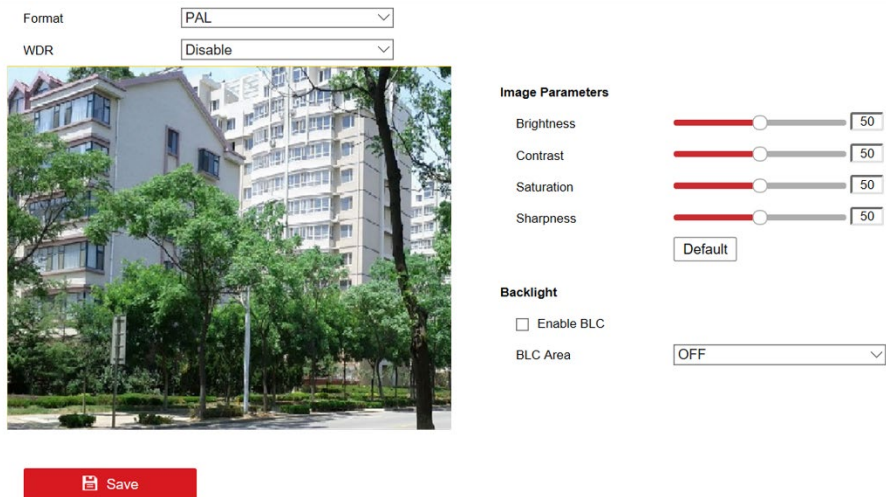 Format PAL
WDR Disable
Image Parameters
Brightness 50
Contrast 50
Saturation 50
Sharpness 50
Default
Backlight
Enable BLC
BLC Area OFF
Save